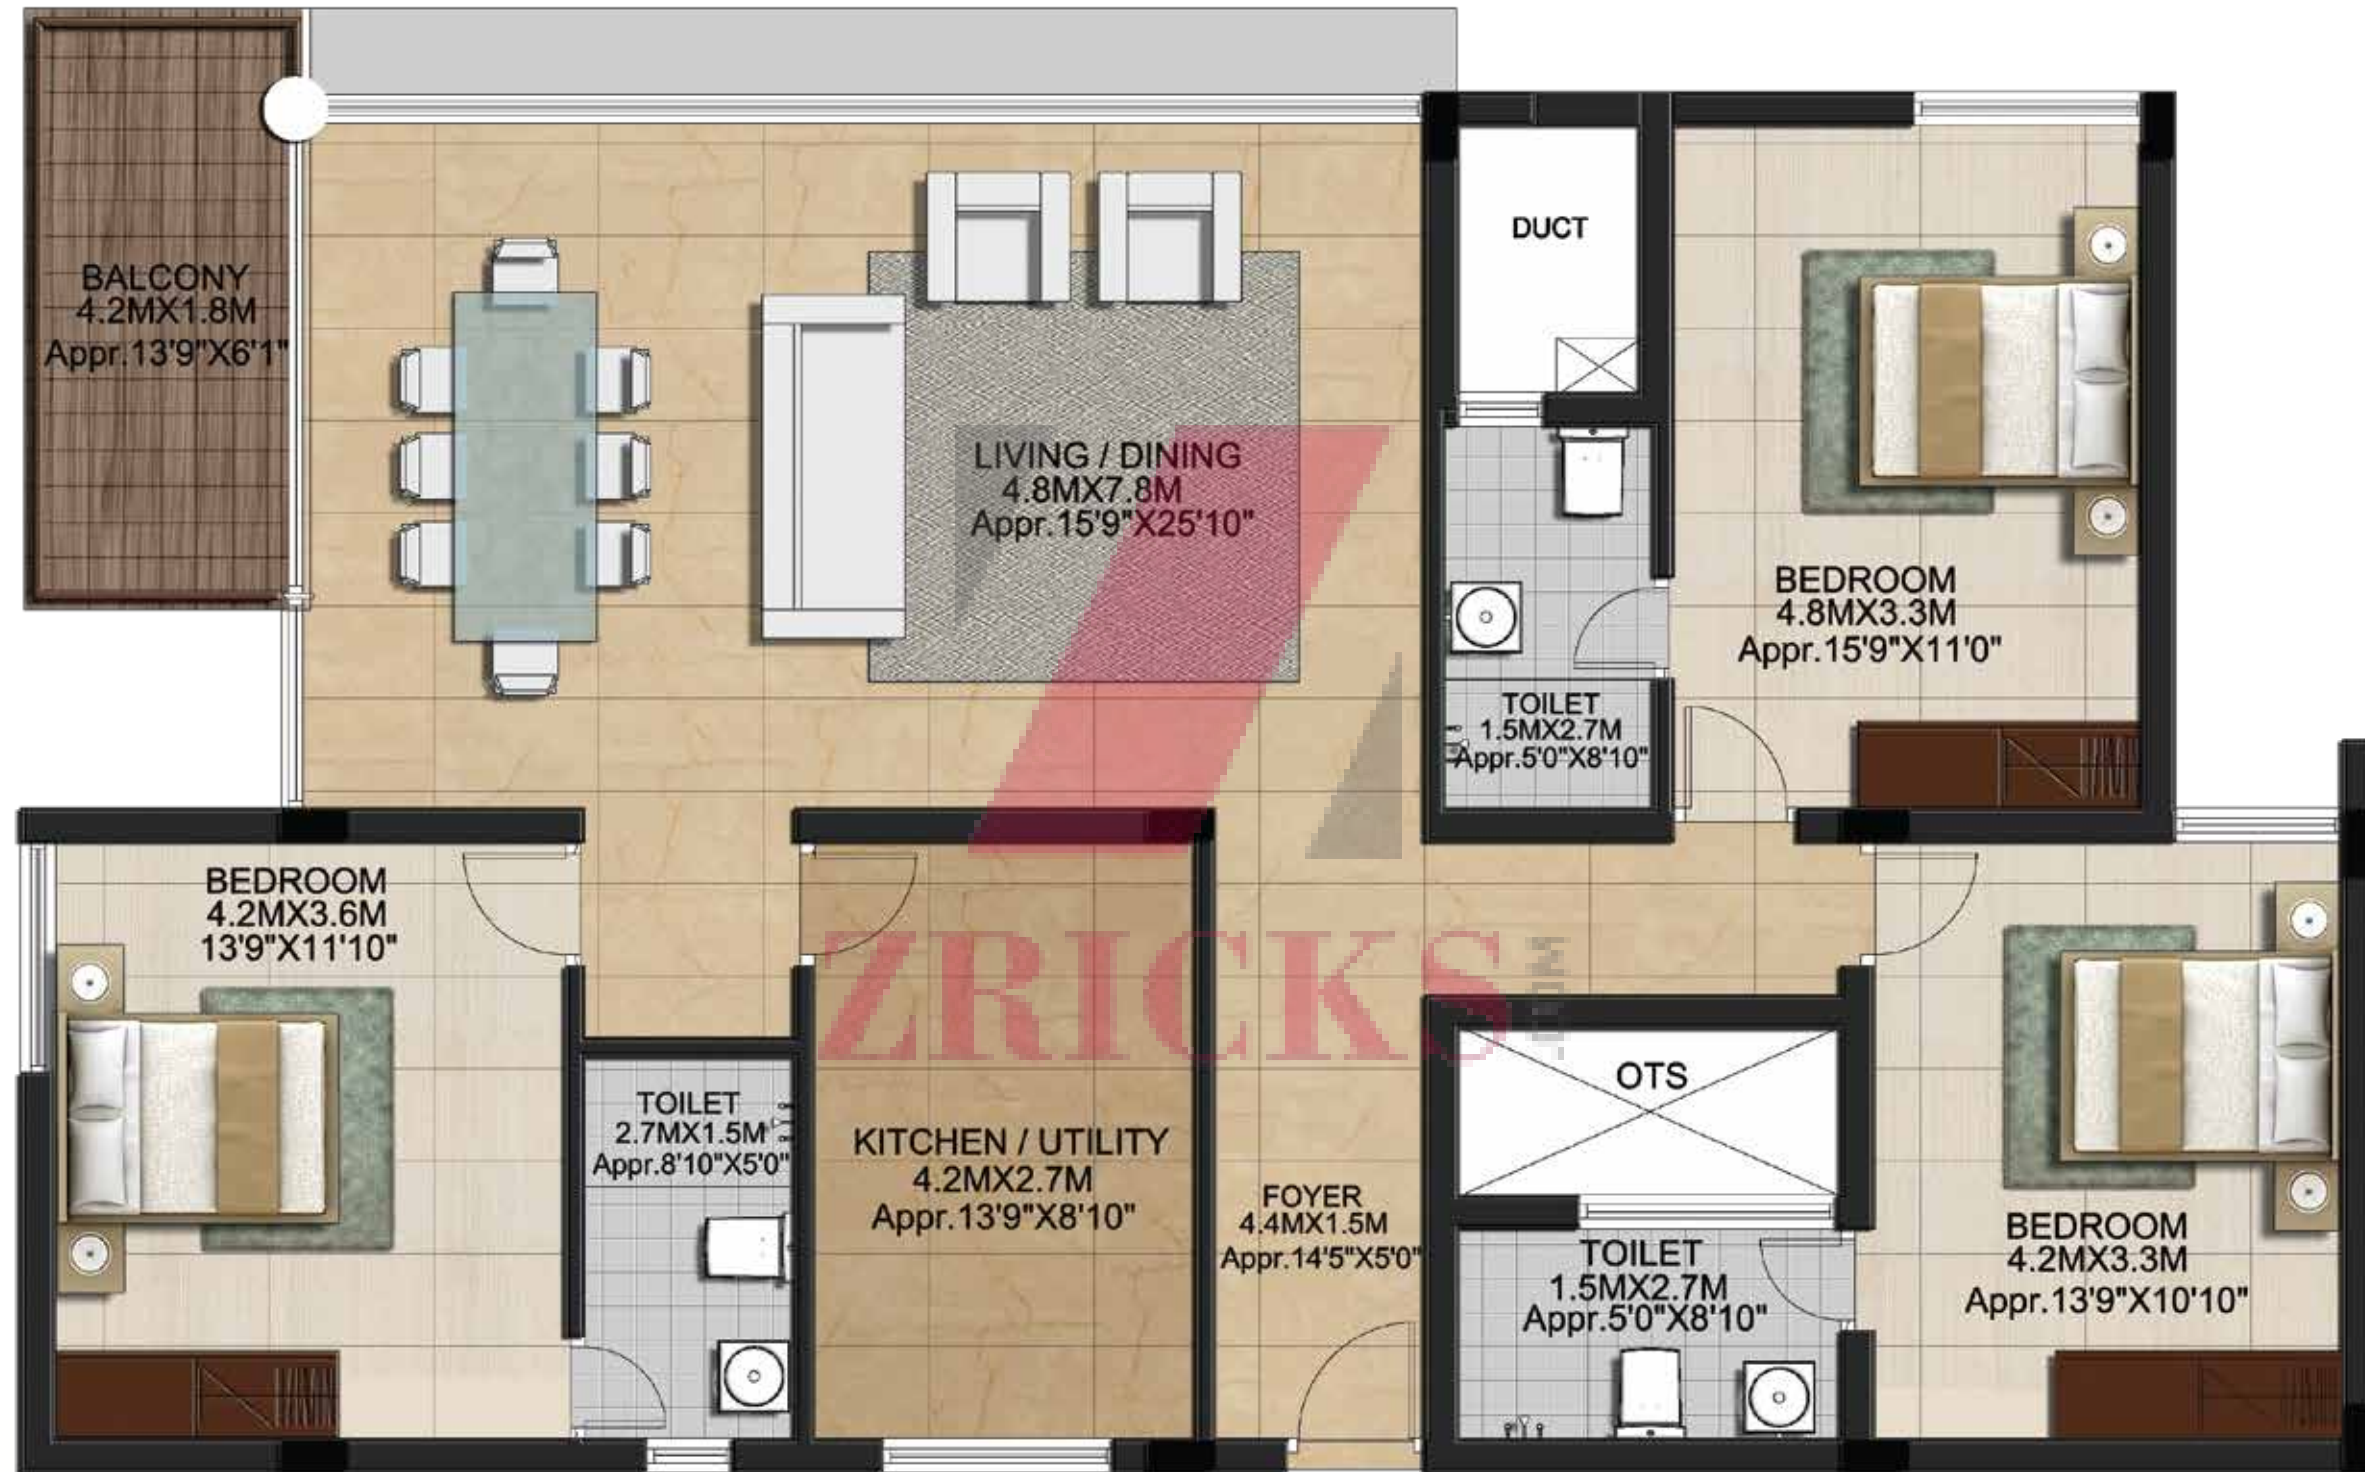 BALCONY
4.2MX1.8M
Appr.13'9"X6'1"
LIVING / DINING
4.8MX7.8M
Appr.15'9"X25'10"
DUCT
BEDROOM
4.8MX3.3M
Appr.15'9"X11'0"
TOILET
1.5MX2.7M
Appr.5'0"X8'10"
BEDROOM
4.2MX3.6M
13'9"X11'10"
ZRICKS
.COM
TOILET
2.7MX1.5M
Appr.8'10"X5'0"
KITCHEN / UTILITY
4.2MX2.7M
Appr.13'9"X8'10"
FOYER
4.4MX1.5M
Appr.14'5"X5'0"
OTS
TOILET
1.5MX2.7M
Appr.5'0"X8'10"
BEDROOM
4.2MX3.3M
Appr.13'9"X10'10"